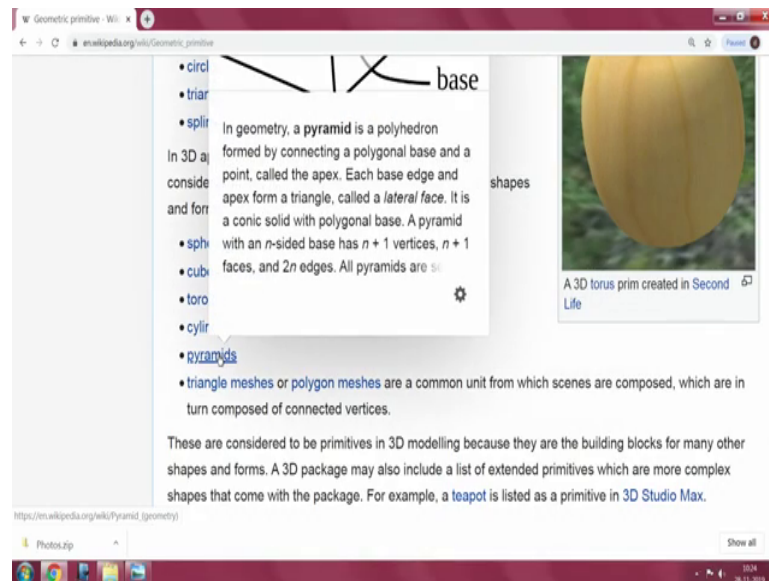 Geometric primitive - Wi
en.wikipedia.org/wiki/Geometric_primitive
Paused
• circl
• triar
• splir
base
In geometry, a pyramid is a polyhedron
formed by connecting a polygonal base and a
point, called the apex. Each base edge and
apex form a triangle, called a lateral face. It is
a conic solid with polygonal base. A pyramid
with an n-sided base has n + 1 vertices, n + 1
faces, and 2n edges. All pyramids are se
In 3D a
conside
shapes
and forr
• sphe
• cube
• toro
• cylir
• pyramids
• triangle meshes or polygon meshes are a common unit from which scenes are composed, which are in
turn composed of connected vertices.
A 3D torus prim created in Second
Life
These are considered to be primitives in 3D modelling because they are the building blocks for many other
shapes and forms. A 3D package may also include a list of extended primitives which are more complex
shapes that come with the package. For example, a teapot is listed as a primitive in 3D Studio Max.
https://en.wikipedia.org/wiki/Pyramid_(geometry)
Photos.zip
Show all
10:24